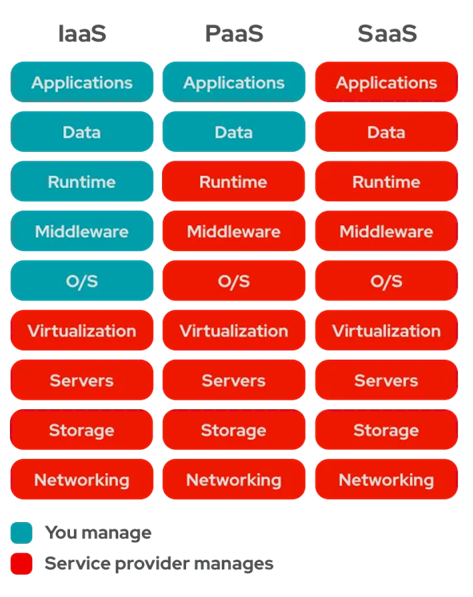 IaaS PaaS SaaS
Applications Applications Applications
Data Data Data
Runtime Runtime Runtime
Middleware Middleware Middleware
O/S O/S O/S
Virtualization Virtualization Virtualization
Servers Servers Servers
Storage Storage Storage
Networking Networking Networking
You manage
Service provider manages